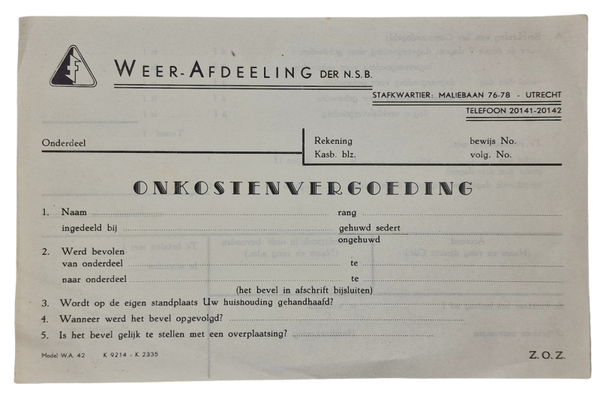 WEER-AFDEELING DER N.S.B.
STAFKWARTIER: MALIEBAAN 76-78 - UTRECHT
TELEFOON 20141-20142
Onderdeel
Rekening bewijs No.
Kasb. blz. volg. No.
ONKOSTENVERGOEDING
1. Naam rang
ingedeeld bij gehuwd sedert
ongehuwd
2. Werd bevolen
van onderdeel te
naar onderdeel te
(het bevel in afschrift bijsluiten)
3. Wordt op de eigen standplaats Uw huishouding gehandhaafd?
4. Wanneer werd het bevel opgevolgd?
5. Is het bevel gelijk te stellen met een overplaatsing?
Model W.A. 42 K 9214 - K 2335 Z.O.Z.